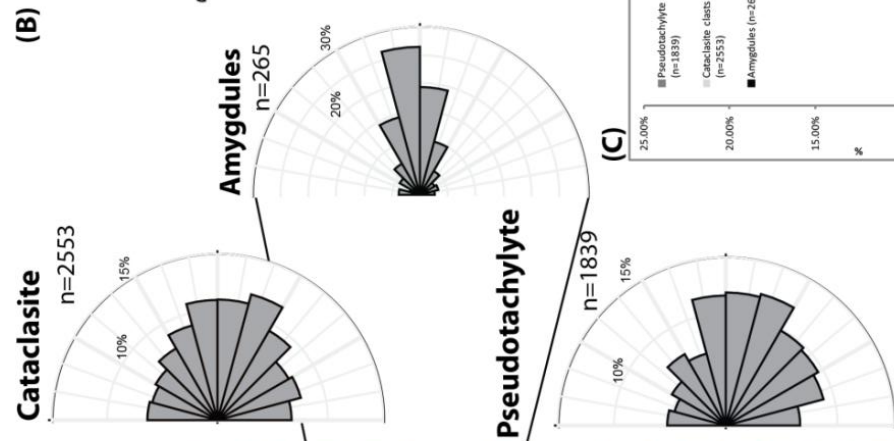 (B)
Cataclasite
n=2553
10%
15%
Amygdules
n=265
20%
30%
Pseudotachylyte
n=1839
10%
15%
(C)
Pseudotachylyte
(n=1839)
Cataclasite clasts
(n=2553)
25.00%
20.00%
15.00%
%